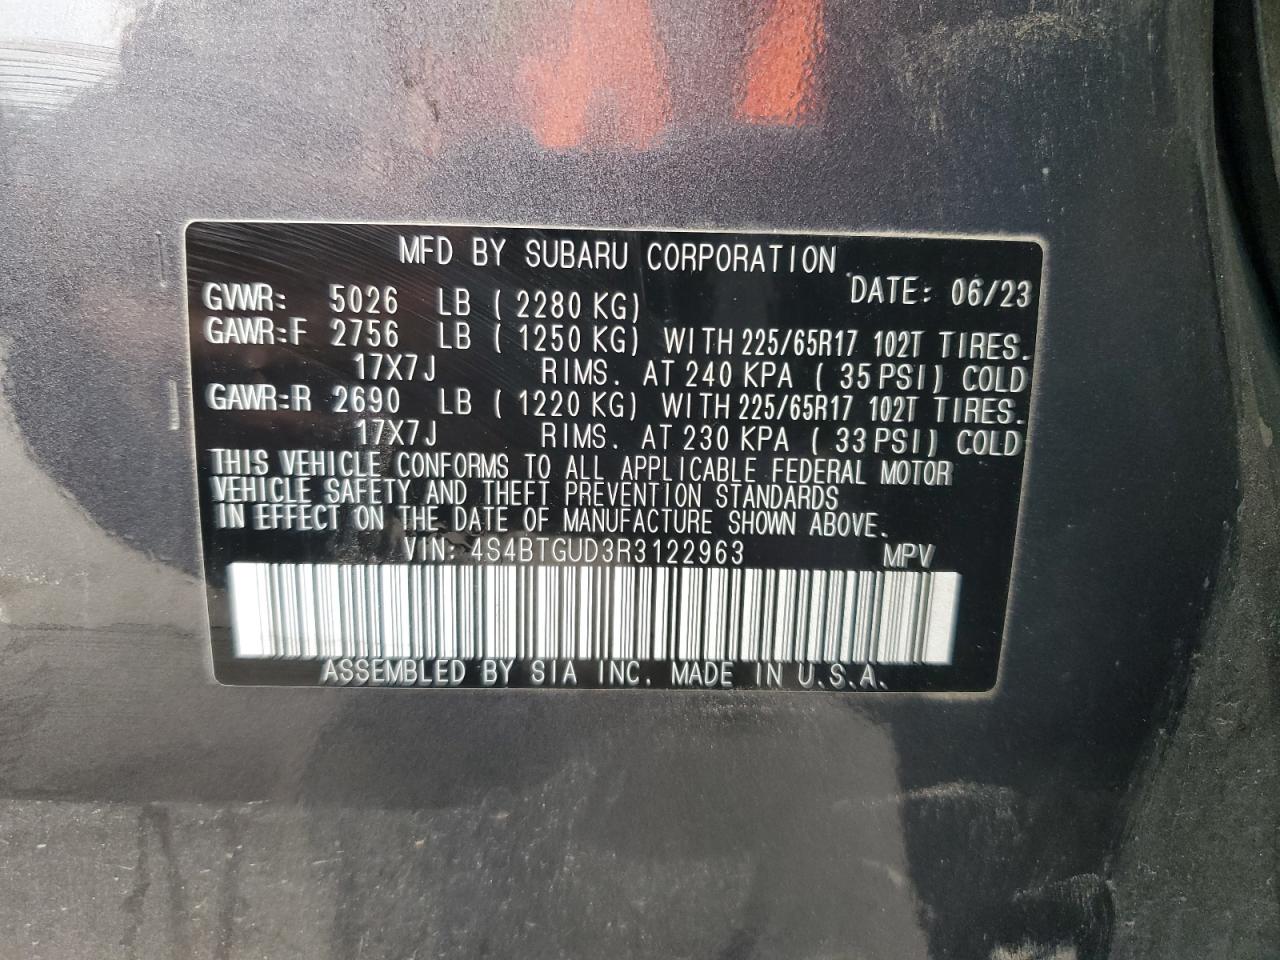 MFD BY SUBARU CORPORATION
DATE: 06/23
GVWR: 5026 LB ( 2280 KG)
GAWR:F 2756 LB ( 1250 KG) WITH 225/65R17 102T TIRES.
17X7J RIMS. AT 240 KPA ( 35 PSI) COLD
GAWR:R 2690 LB ( 1220 KG) WITH 225/65R17 102T TIRES.
17X7J RIMS. AT 230 KPA ( 33 PSI) COLD
THIS VEHICLE CONFORMS TO ALL APPLICABLE FEDERAL MOTOR
VEHICLE SAFETY AND THEFT PREVENTION STANDARDS
IN EFFECT ON THE DATE OF MANUFACTURE SHOWN ABOVE.
VIN: 4S4BTGUD3R3122963 MPV
ASSEMBLED BY SIA INC. MADE IN U.S.A.